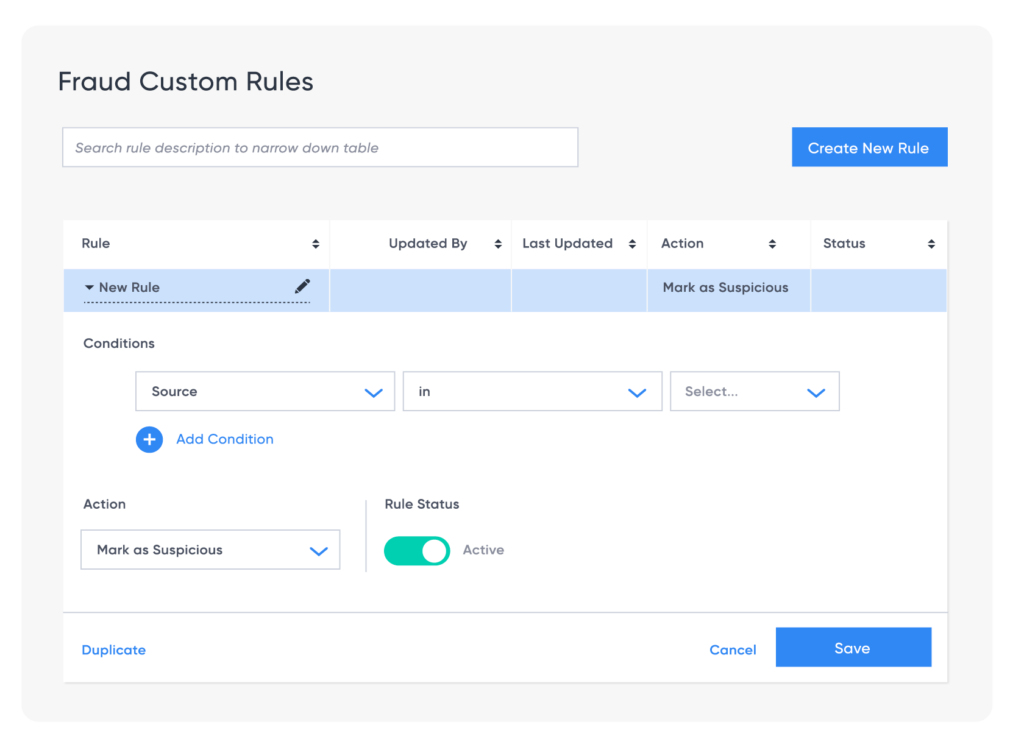 Fraud Custom Rules
Search rule description to narrow down table
Create New Rule
Rule Updated By Last Updated Action Status
New Rule Mark as Suspicious
Conditions
Source in Select...
Add Condition
Action Rule Status
Mark as Suspicious Active
Duplicate Cancel Save